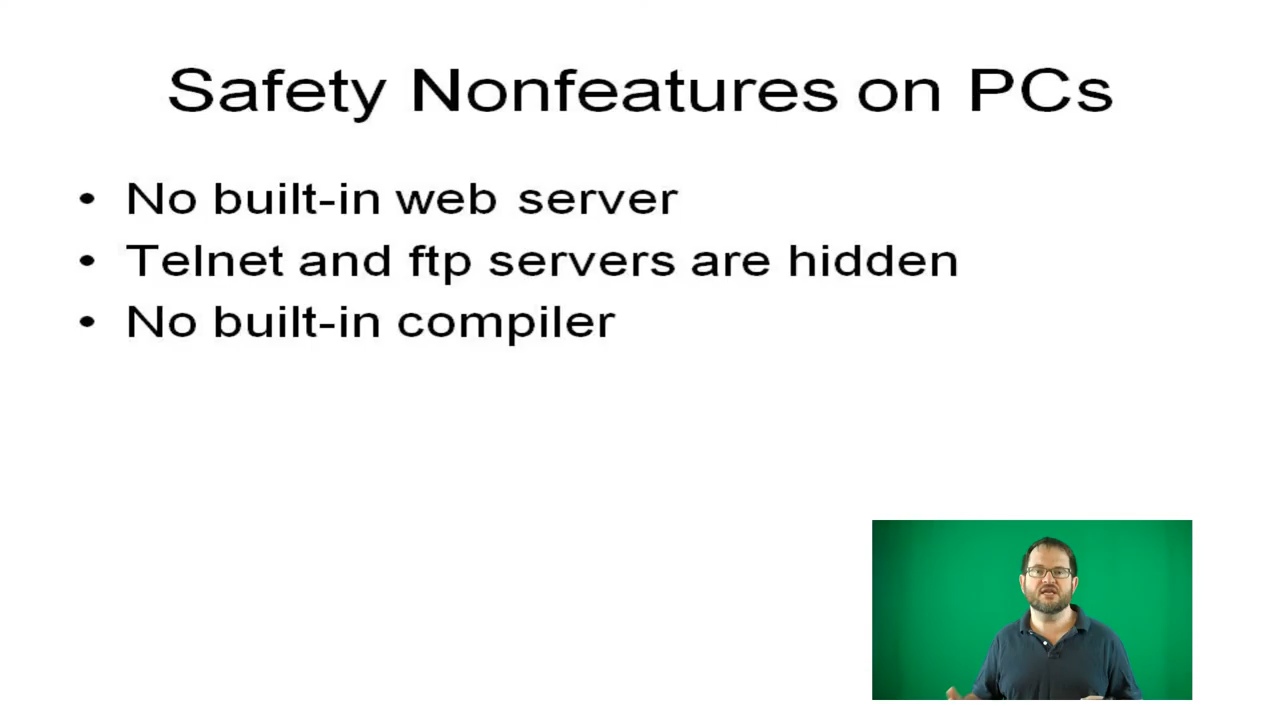 Safety Nonfeatures on PCs
• No built-in web server
• Telnet and ftp servers are hidden
• No built-in compiler